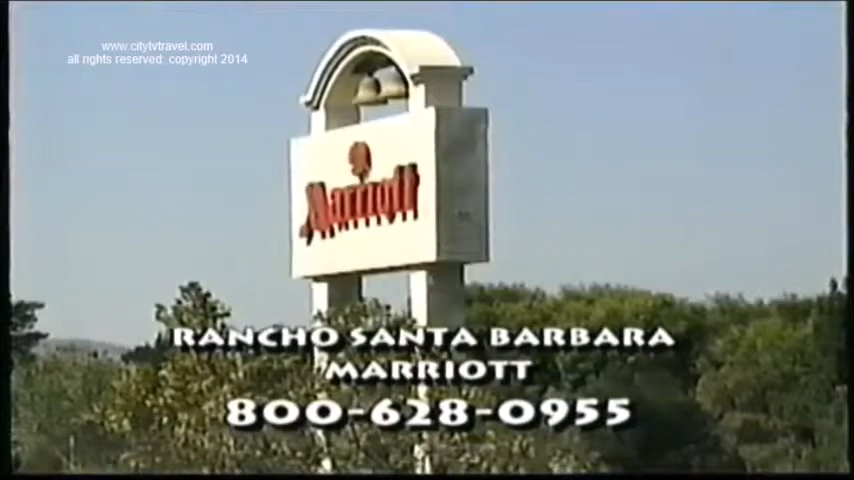 www.citytvtravel.com
all rights reserved: copyright 2014
Marriott
RANCHO SANTA BARBARA
MARRIOTT
800-628-0955